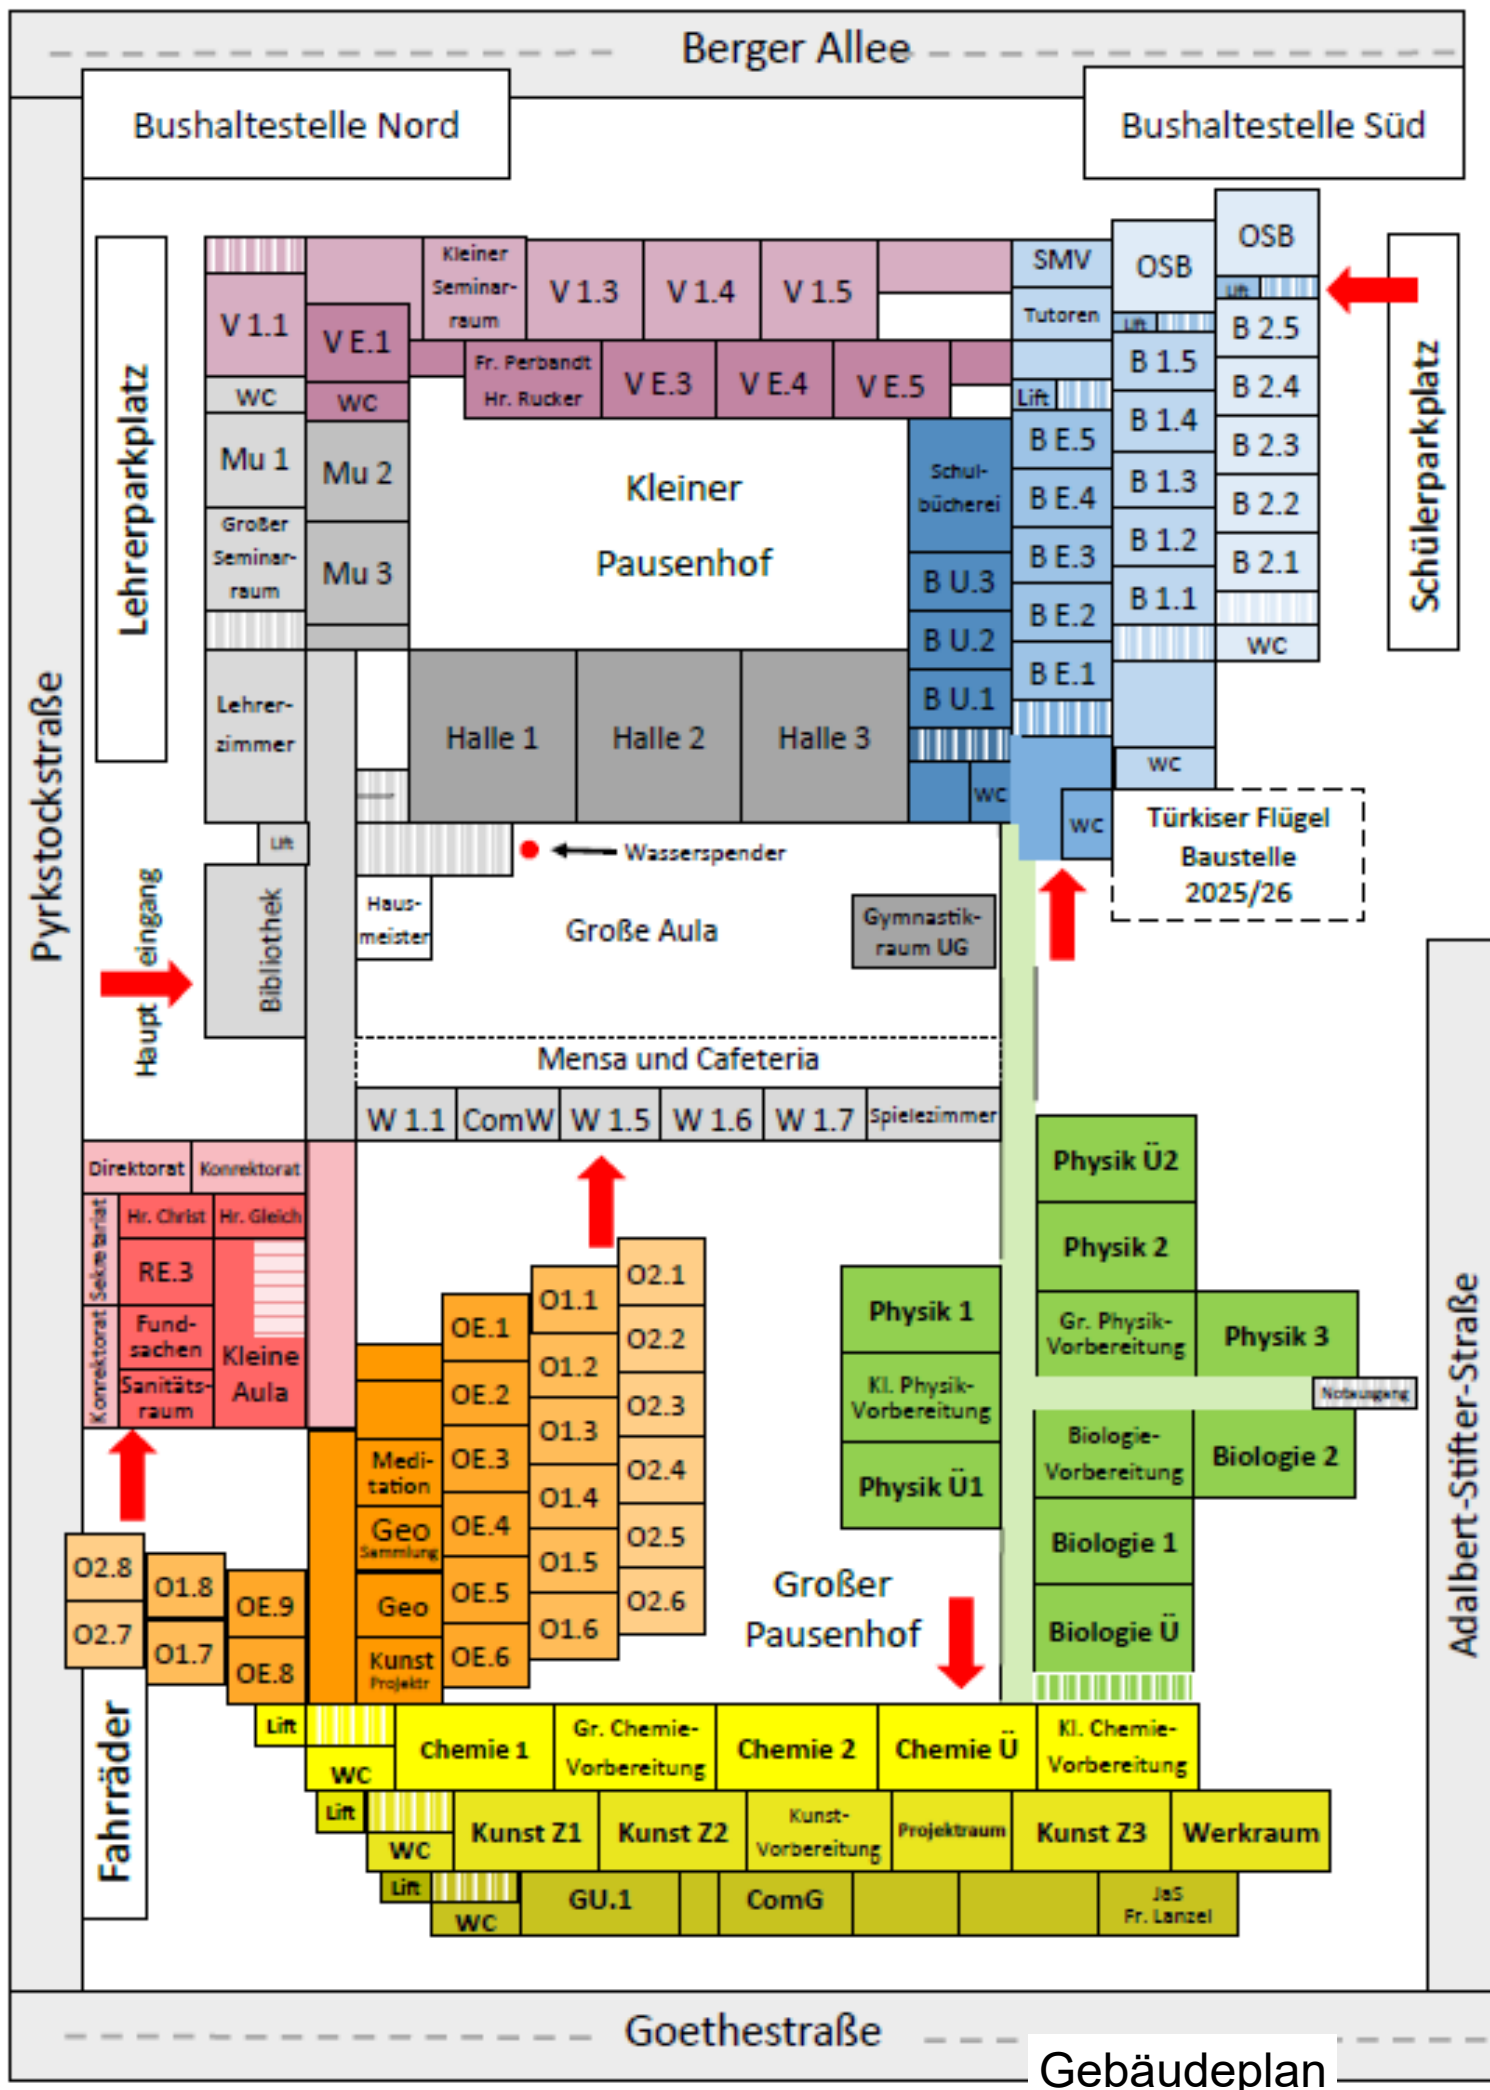 Berger Allee
Bushaltestelle Nord
Bushaltestelle Süd
Pyrkstockstraße
Lehrerparkplatz
V 1.1
WC
Mu 1
Großer
Seminar-
raum
Lehrer-
zimmer
Lift
Bibliothek
Haupt eingang
V E.1
WC
Mu 2
Mu 3
Kleiner
Seminar-
raum
V 1.3
V 1.4
V 1.5
Fr. Perbandt
Hr. Rucker
V E.3
V E.4
V E.5
Kleiner
Pausenhof
Halle 1
Halle 2
Halle 3
Schul-
bücherei
B U.3
B U.2
B U.1
WC
SMV
Tutoren
Lift
B E.5
B E.4
B E.3
B E.2
B E.1
WC
OSB
Lift
B 1.5
B 1.4
B 1.3
B 1.2
B 1.1
WC
OSB
Lift
B 2.5
B 2.4
B 2.3
B 2.2
B 2.1
WC
Schülerparkplatz
Türkiser Flügel
Baustelle
2025/26
Wasserspender
Haus-
meister
Große Aula
Gymnastik-
raum UG
Mensa und Cafeteria
W 1.1
ComW
W 1.5
W 1.6
W 1.7
Spielezimmer
Direktorat
Konrektorat
Sekretariat
Konrektorat
Hr. Christ
Hr. Gleich
RE.3
Fund-
sachen
Sanitäts-
raum
Kleine
Aula
Medi-
tation
Geo
Sammlung
Geo
Kunst
Projektr
OE.1
OE.2
OE.3
OE.4
OE.5
OE.6
O1.1
O1.2
O1.3
O1.4
O1.5
O1.6
O2.1
O2.2
O2.3
O2.4
O2.5
O2.6
O2.8
O2.7
O1.8
O1.7
OE.9
OE.8
Fahrräder
Physik 1
Kl. Physik-
Vorbereitung
Physik Ü1
Großer
Pausenhof
Physik Ü2
Physik 2
Gr. Physik-
Vorbereitung
Physik 3
Notausgang
Biologie-
Vorbereitung
Biologie 2
Biologie 1
Biologie Ü
Adalbert-Stifter-Straße
Lift
WC
Chemie 1
Gr. Chemie-
Vorbereitung
Chemie 2
Chemie Ü
Kl. Chemie-
Vorbereitung
Lift
WC
Kunst Z1
Kunst Z2
Kunst-
Vorbereitung
Projektraum
Kunst Z3
Werkraum
Lift
WC
GU.1
ComG
JaS
Fr. Lanzel
Goethestraße
Gebäudeplan